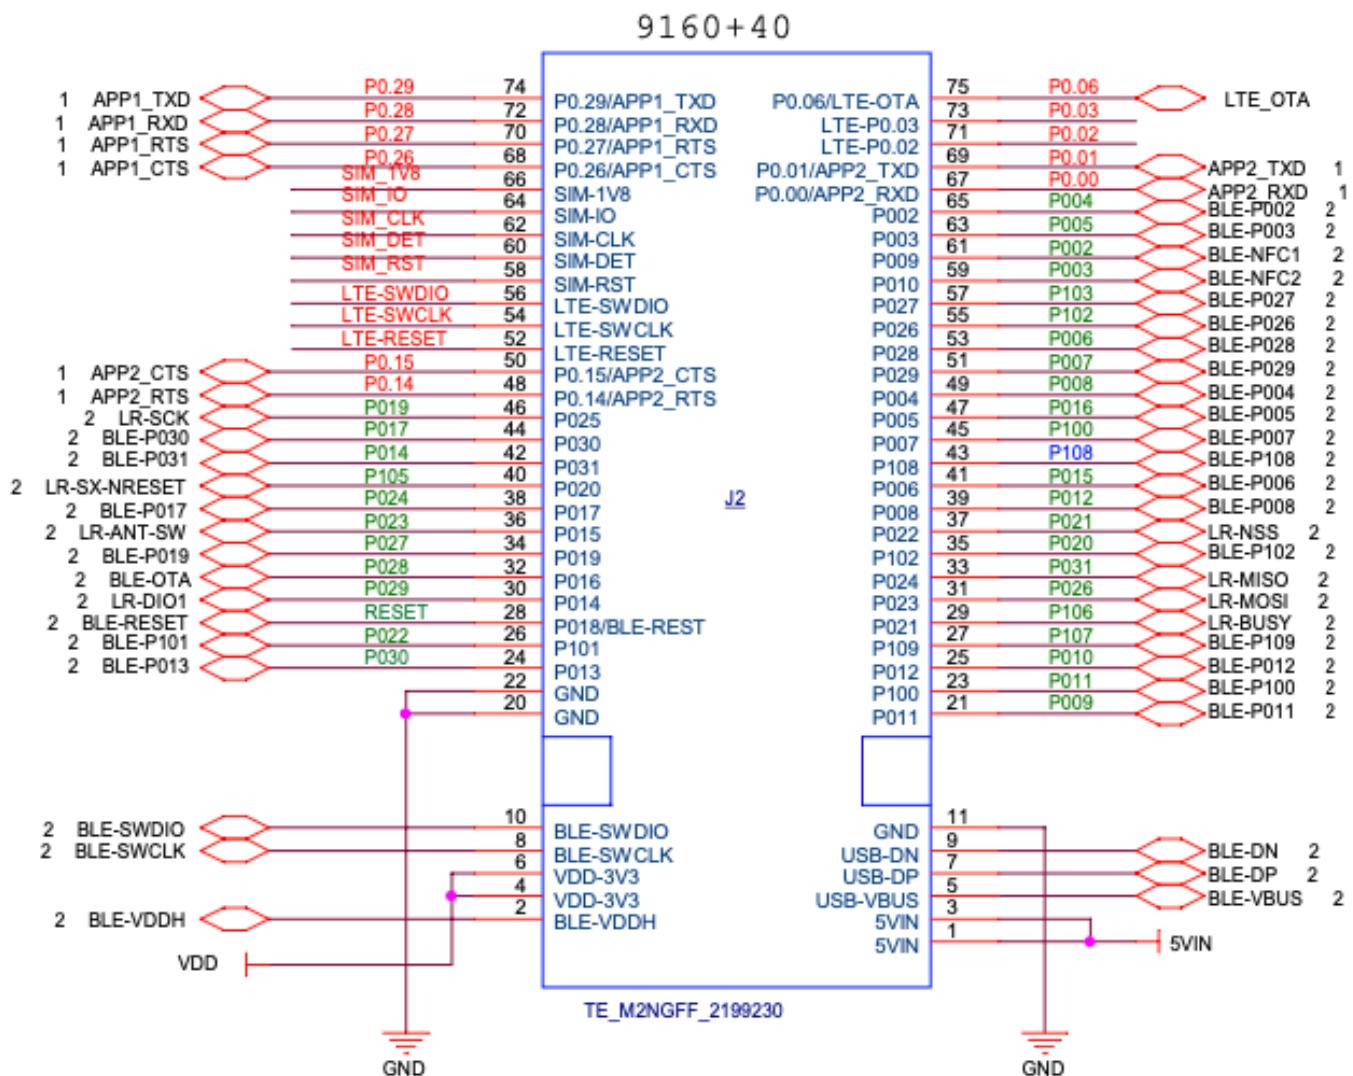 9160+40
1 APP1_TXD P0.29 74 P0.29/APP1_TXD P0.06/LTE-OTA 75 P0.06 LTE_OTA
1 APP1_RXD P0.28 72 P0.28/APP1_RXD LTE-P0.03 73 P0.03
1 APP1_RTS P0.27 70 P0.27/APP1_RTS LTE-P0.02 71 P0.02
1 APP1_CTS P0.26 68 P0.26/APP1_CTS P0.01/APP2_TXD 69 P0.01 APP2_TXD 1
SIM_1V8 66 SIM-1V8 P0.00/APP2_RXD 67 P0.00 APP2_RXD 1
SIM_IO 64 SIM-IO P002 65 P004 BLE-P002 2
SIM_CLK 62 SIM-CLK P003 63 P005 BLE-P003 2
SIM_DET 60 SIM-DET P009 61 P002 BLE-NFC1 2
SIM_RST 58 SIM-RST P010 59 P003 BLE-NFC2 2
LTE-SWDIO 56 LTE-SWDIO P027 57 P103 BLE-P027 2
LTE-SWCLK 54 LTE-SWCLK P026 55 P102 BLE-P026 2
LTE-RESET 52 LTE-RESET P028 53 P006 BLE-P028 2
1 APP2_CTS P0.15 50 P0.15/APP2_CTS P029 51 P007 BLE-P029 2
1 APP2_RTS P0.14 48 P0.14/APP2_RTS P004 49 P008 BLE-P004 2
2 LR-SCK P019 46 P025 P005 47 P016 BLE-P005 2
2 BLE-P030 P017 44 P030 P007 45 P100 BLE-P007 2
2 BLE-P031 P014 42 P031 P108 43 P108 BLE-P108 2
2 LR-SX-NRESET P105 40 P020 P006 41 P015 BLE-P006 2
2 BLE-P017 P024 38 P017 P008 39 P012 BLE-P008 2
2 LR-ANT-SW P023 36 P015 P022 37 P021 LR-NSS 2
2 BLE-P019 P027 34 P019 P102 35 P020 BLE-P102 2
2 BLE-OTA P028 32 P016 P024 33 P031 LR-MISO 2
2 LR-DIO1 P029 30 P014 P023 31 P026 LR-MOSI 2
2 BLE-RESET RESET 28 P018/BLE-REST P021 29 P106 LR-BUSY 2
2 BLE-P101 P022 26 P101 P109 27 P107 BLE-P109 2
2 BLE-P013 P030 24 P013 P012 25 P010 BLE-P012 2
22 GND P100 23 P011 BLE-P100 2
20 GND P011 21 P009 BLE-P011 2
J2
2 BLE-SWDIO 10 BLE-SWDIO GND 11
2 BLE-SWCLK 8 BLE-SWCLK USB-DN 9 BLE-DN 2
6 VDD-3V3 USB-DP 7 BLE-DP 2
4 VDD-3V3 USB-VBUS 5 BLE-VBUS 2
2 BLE-VDDH 2 BLE-VDDH 5VIN 3
5VIN 1 5VIN
VDD
TE_M2NGFF_2199230
GND GND